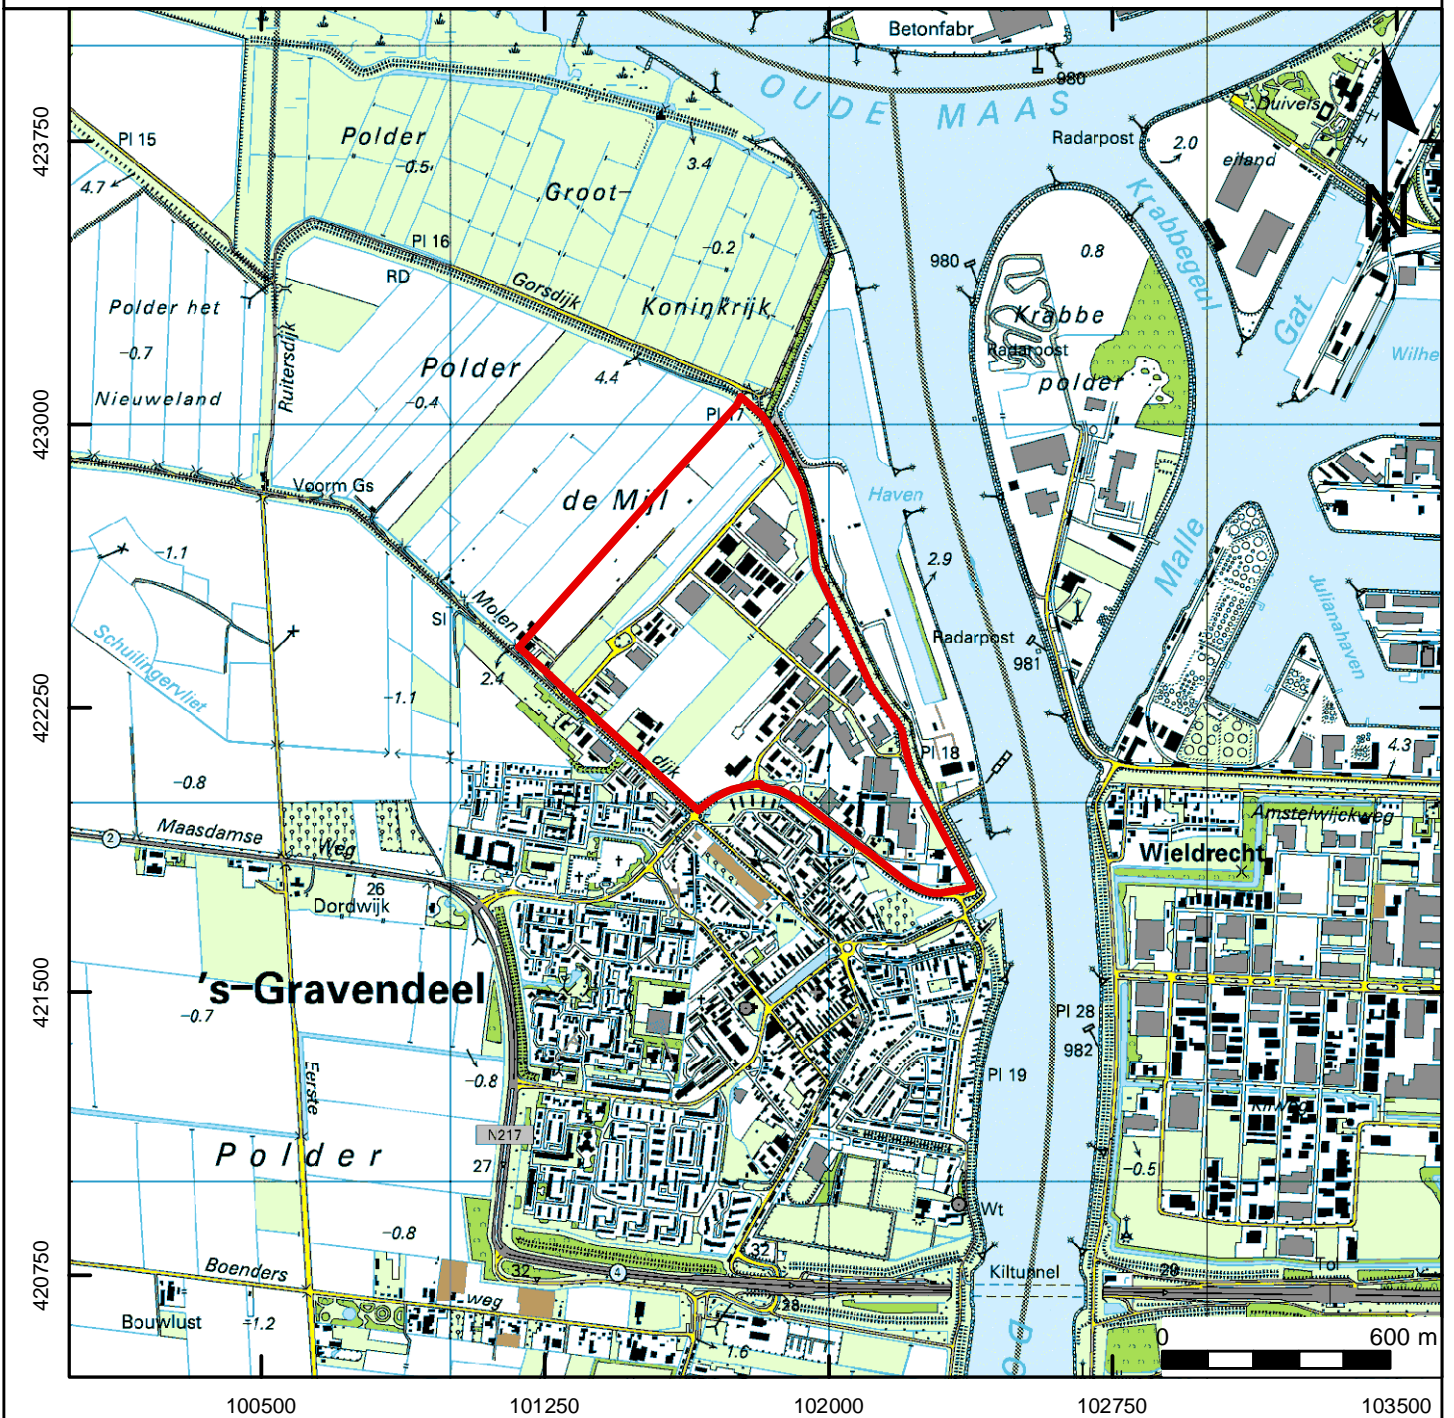 Betonfabr
980
OUDE MAAS
Duivels
eiland
Radarpost
2.0
N
Pl 15
4.7
Polder
-0.5
3.4
Groot-
-0.2
Koninkrijk
Krabbegeul
Gat
Pl 16
RD
Gorsdijk
980
0.8
Krabbe
Radarpost
polder
Wilhe
Polder het
-0.7
Nieuweland
Ruitersdijk
Polder
-0.4
4.4
Pl 17
de Mijl
Voorm Gs
Haven
2.9
Malle
Julianahaven
-1.1
Schuilingervliet
Sl
Molen
dijk
2.4
-1.1
Radarpost
981
Pl 18
4.3
-0.8
2
Maasdamse
Weg
26
Dordwijk
Amstelwijckweg
Wieldrecht
's-Gravendeel
-0.7
Eerste
-0.8
Pl 28
982
Pl 19
Kilweg
N217
27
Polder
-0.5
-0.8
Wt
Boenders
weg
32
4
32
28
Kiltunnel
29
Tol
Bouwlust
-1.2
1.6
0
600 m
423750
423000
422250
421500
420750
100500
101250
102000
102750
103500